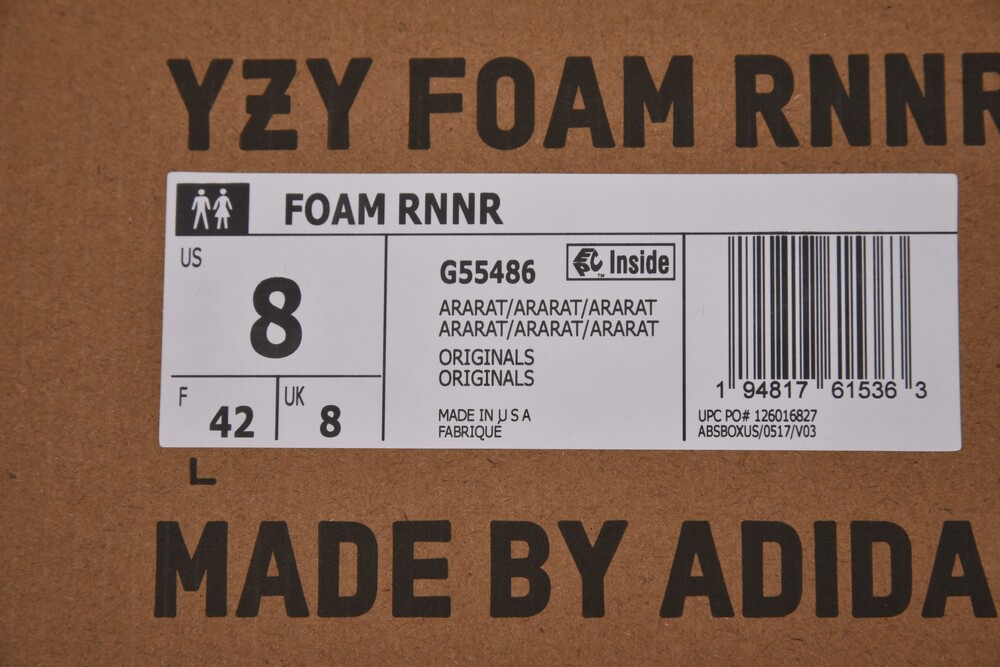 YZY FOAM RNNR
FOAM RNNR
US
8
F
42
UK
8
G55486
Inside
™
ARARAT/ARARAT/ARARAT
ARARAT/ARARAT/ARARAT
ORIGINALS
ORIGINALS
MADE IN U S A
FABRIQUE
1 94817 61536 3
UPC PO# 126016827
ABSBOXUS/0517/V03
L
MADE BY ADIDA